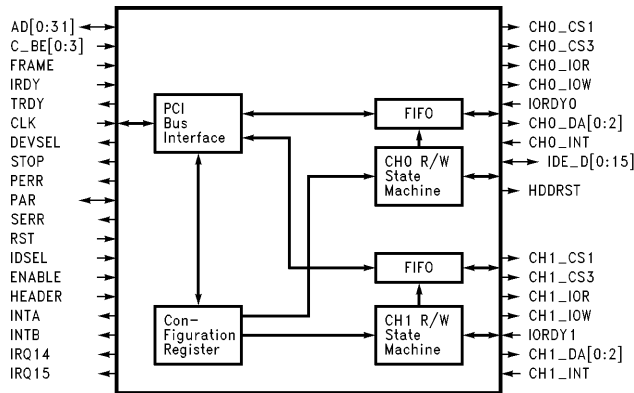 AD[0:31]
C_BE[0:3]
FRAME
IRDY
TRDY
CLK
DEVSEL
STOP
PERR
PAR
SERR
RST
IDSEL
ENABLE
HEADER
INTA
INTB
IRQ14
IRQ15
PCI
Bus
Interface
Con-
Figuration
Register
FIFO
CH0 R/W
State
Machine
FIFO
CH1 R/W
State
Machine
CH0_CS1
CH0_CS3
CH0_IOR
CH0_IOW
IORDY0
CH0_DA[0:2]
CH0_INT
IDE_D[0:15]
HDDRST
CH1_CS1
CH1_CS3
CH1_IOR
CH1_IOW
IORDY1
CH1_DA[0:2]
CH1_INT